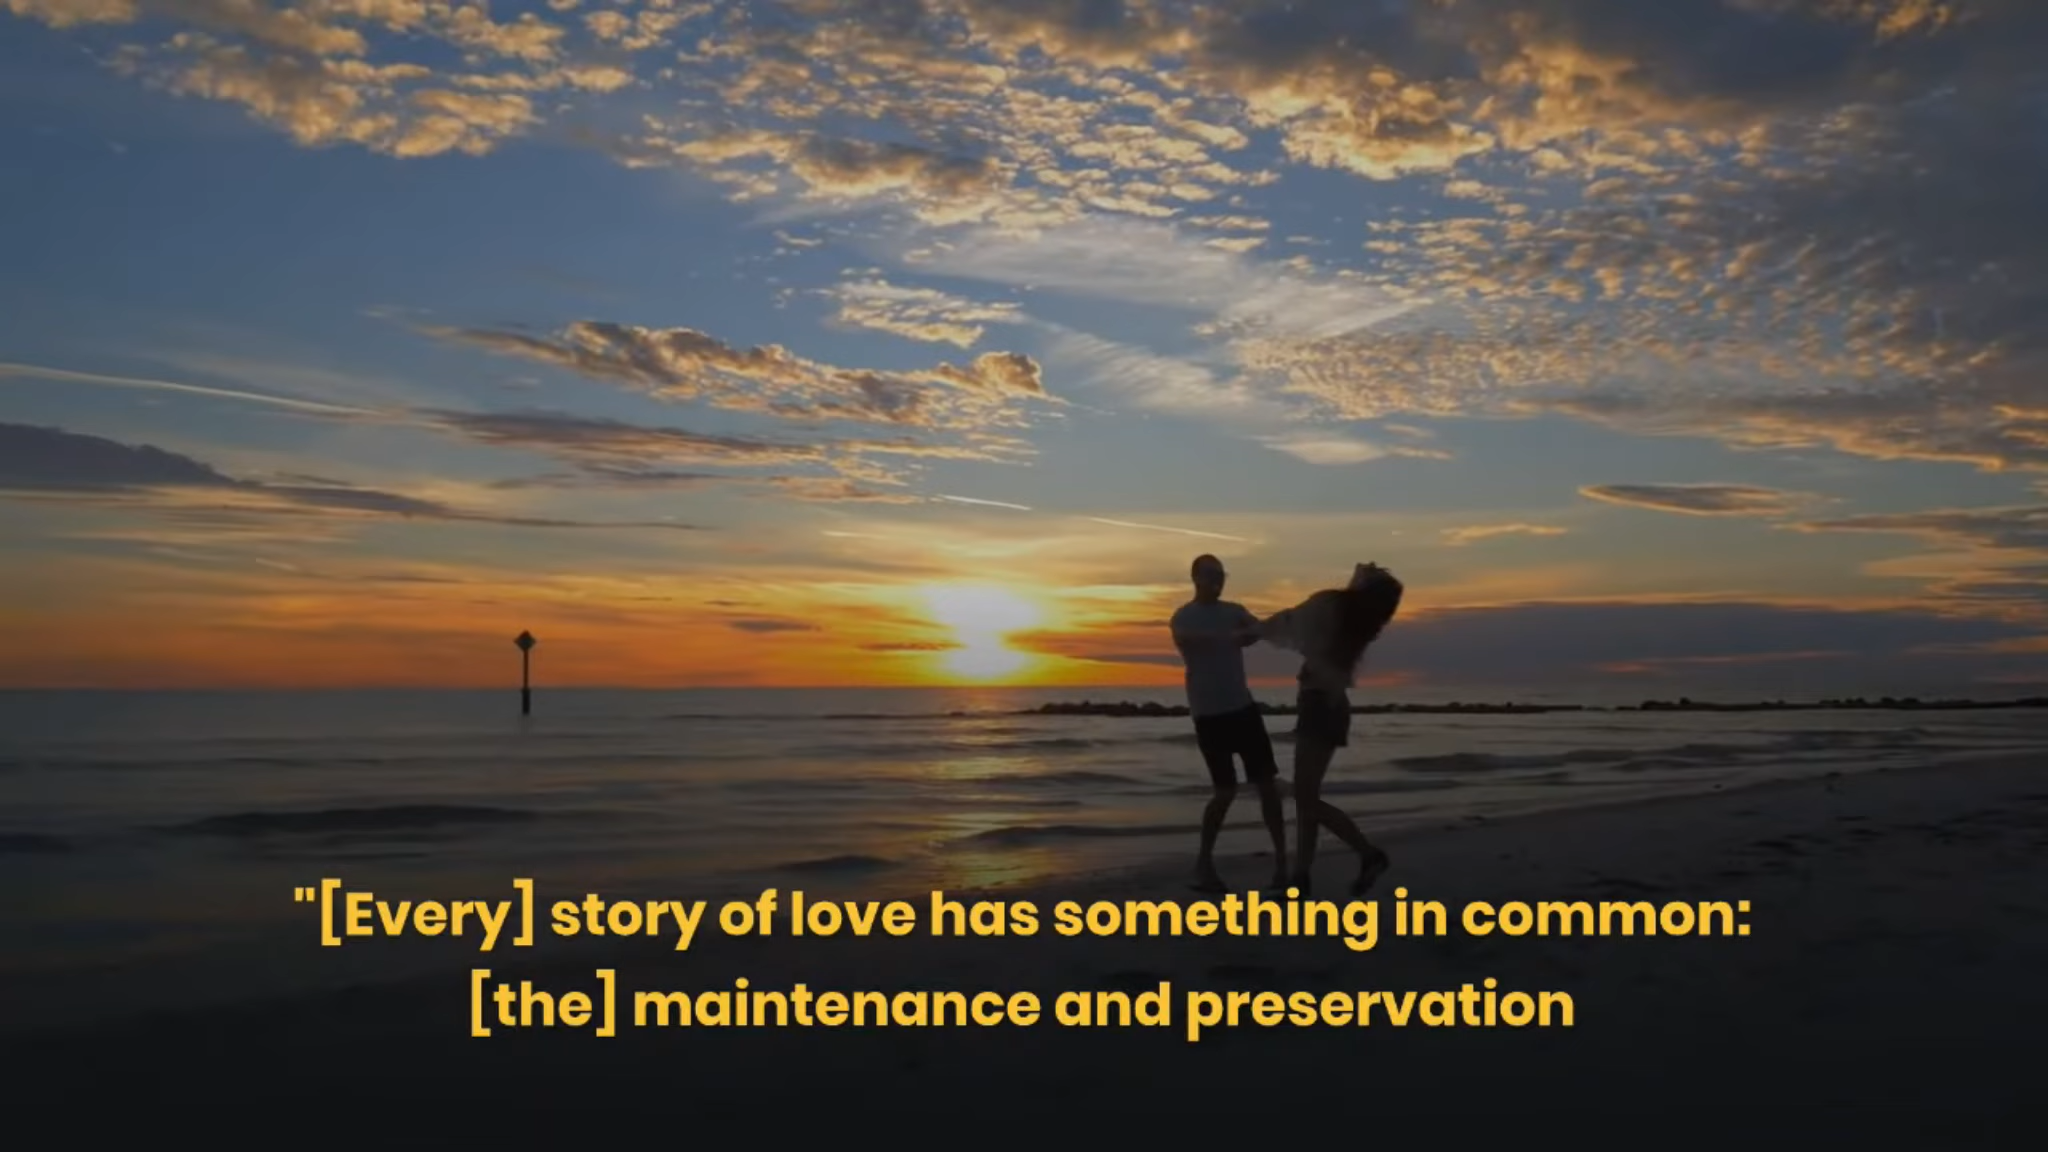 "[Every] story of love has something in common:
[the] maintenance and preservation